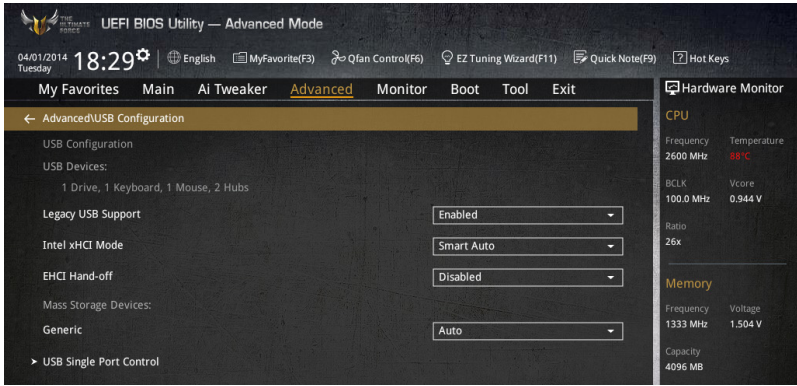 THE
ULTIMATE
FORCE
UEFI BIOS Utility — Advanced Mode
04/01/2014
Tuesday
18:29
English
MyFavorite(F3)
Qfan Control(F6)
EZ Tuning Wizard(F11)
Quick Note(F9)
? Hot Keys
My Favorites
Main
Ai Tweaker
Advanced
Monitor
Boot
Tool
Exit
Hardware Monitor
← Advanced\USB Configuration
USB Configuration
USB Devices:
1 Drive, 1 Keyboard, 1 Mouse, 2 Hubs
Legacy USB Support
Enabled
Intel xHCI Mode
Smart Auto
EHCI Hand-off
Disabled
Mass Storage Devices:
Generic
Auto
USB Single Port Control
CPU
Frequency Temperature
2600 MHz 88°C
BCLK Vcore
100.0 MHz 0.944 V
Ratio
26x
Memory
Frequency Voltage
1333 MHz 1.504 V
Capacity
4096 MB